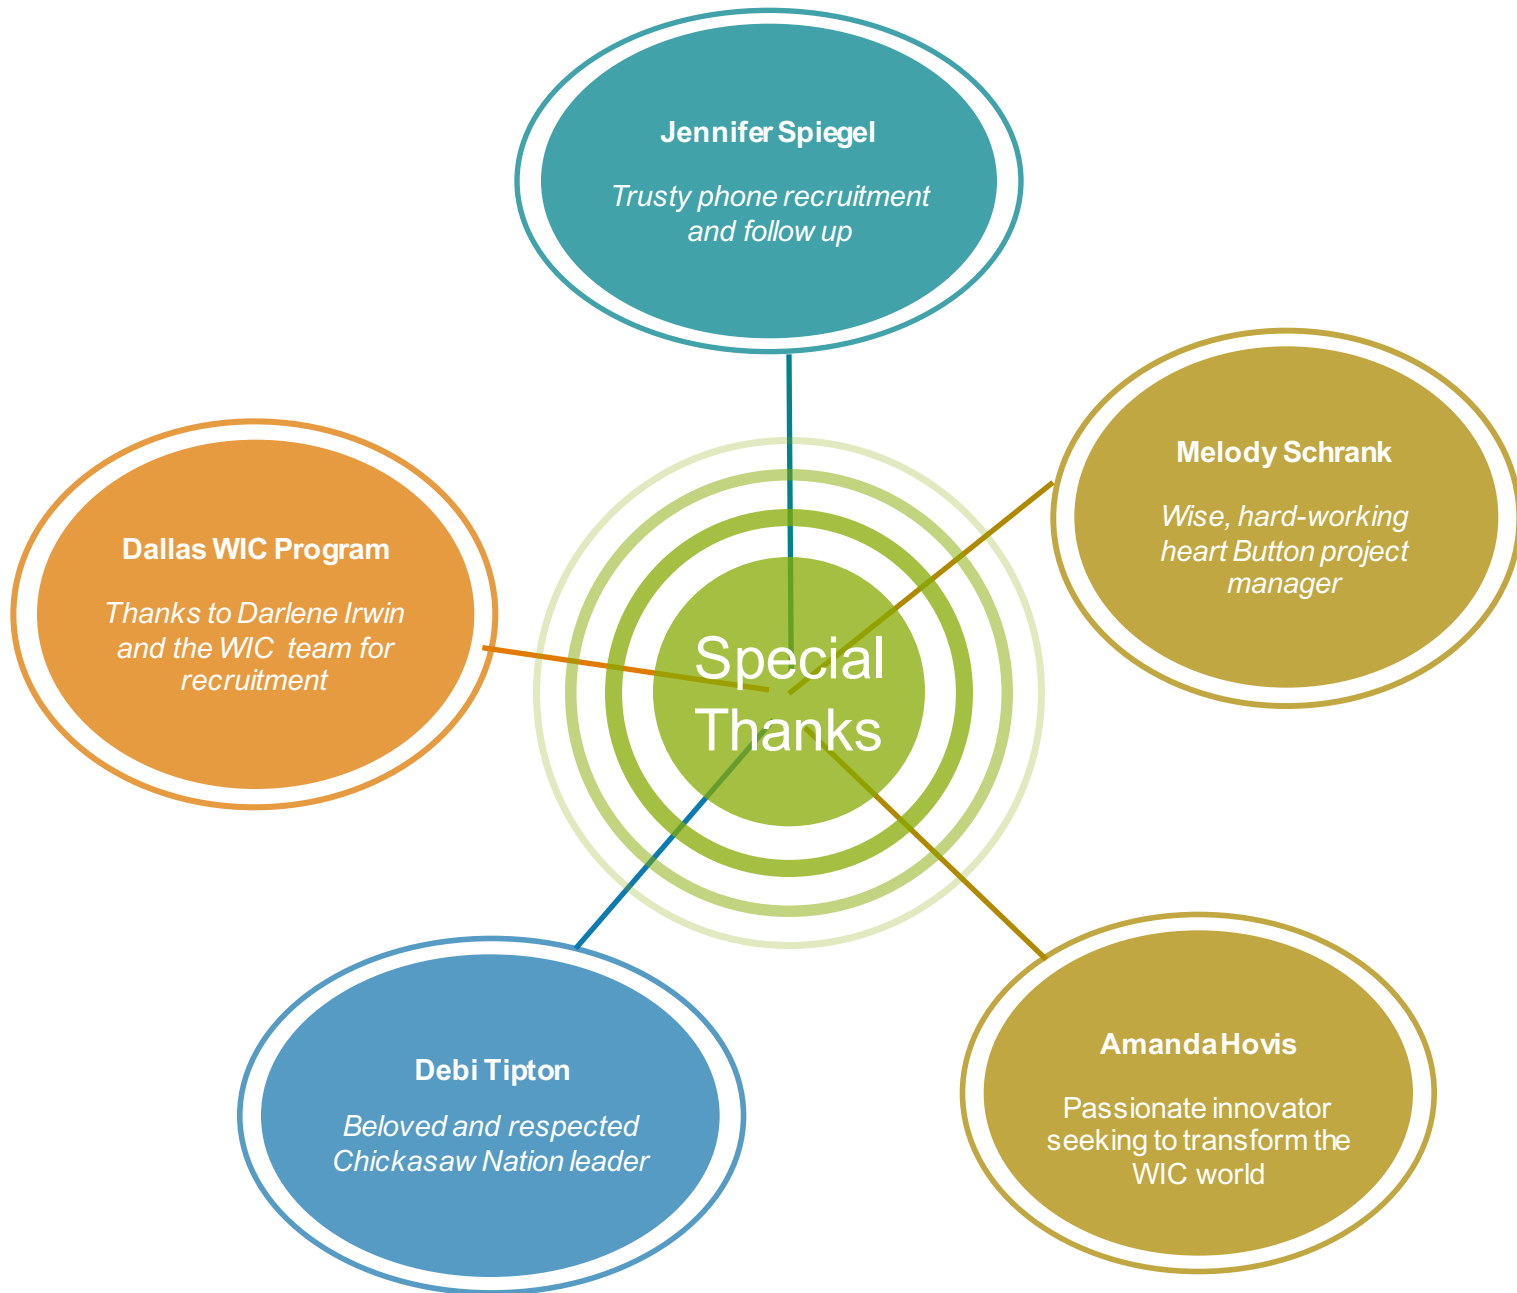 Jennifer Spiegel
Trusty phone recruitment
and follow up
Melody Schrank
Wise, hard-working
heart Button project
manager
Dallas WIC Program
Thanks to Darlene Irwin
and the WIC team for
recruitment
Special
Thanks
Debi Tipton
Beloved and respected
Chickasaw Nation leader
Amanda Hovis
Passionate innovator
seeking to transform the
WIC world